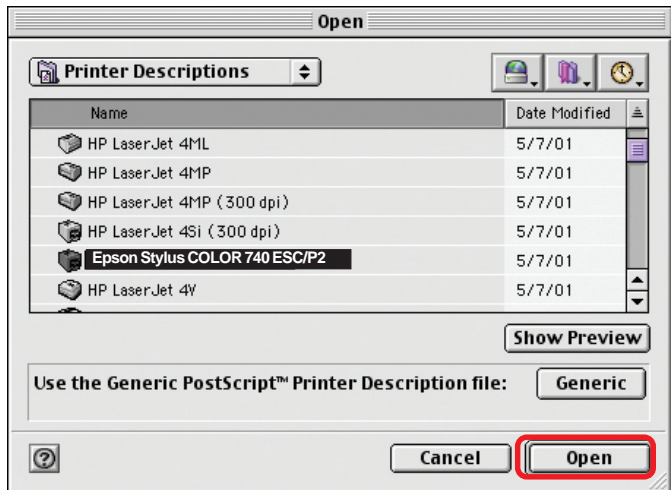 Open
Printer Descriptions
Name Date Modified
HP LaserJet 4ML 5/7/01
HP LaserJet 4MP 5/7/01
HP LaserJet 4MP (300 dpi) 5/7/01
HP LaserJet 4Si (300 dpi) 5/7/01
Epson Stylus COLOR 740 ESC/P2 5/7/01
HP LaserJet 4V 5/7/01
Show Preview
Use the Generic PostScript™ Printer Description file: Generic
? Cancel Open